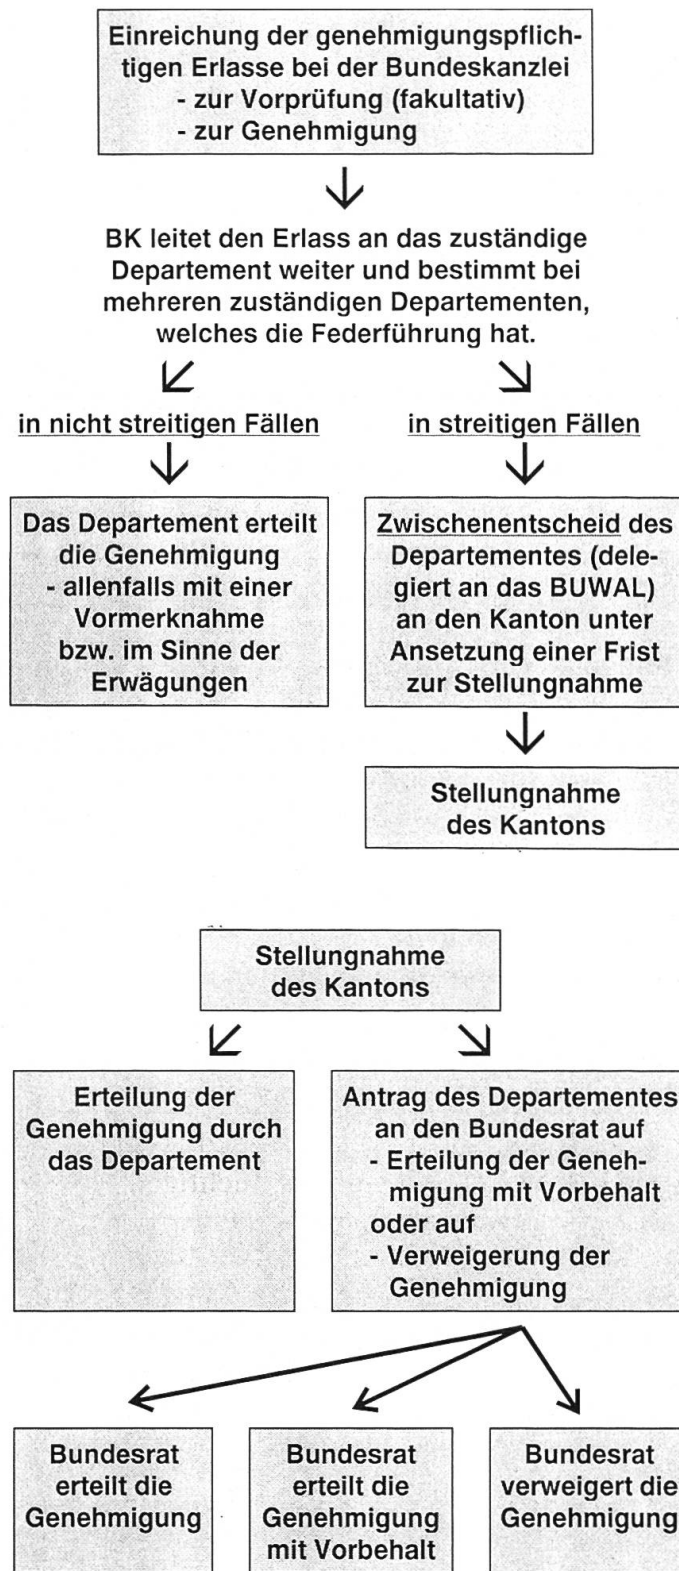 Einreichung der genehmigungspflich-
tigen Erlasse bei der Bundeskanzlei
- zur Vorprüfung (fakultativ)
- zur Genehmigung
BK leitet den Erlass an das zuständige
Departement weiter und bestimmt bei
mehreren zuständigen Departementen,
welches die Federführung hat.
in nicht streitigen Fällen
in streitigen Fällen
Das Departement erteilt
die Genehmigung
- allenfalls mit einer
Vormerknahme
bzw. im Sinne der
Erwägungen
Zwischenentscheid des
Departementes (dele-
giert an das BUWAL)
an den Kanton unter
Ansetzung einer Frist
zur Stellungnahme
Stellungnahme
des Kantons
Stellungnahme
des Kantons
Erteilung der
Genehmigung durch
das Departement
Antrag des Departementes
an den Bundesrat auf
- Erteilung der Geneh-
migung mit Vorbehalt
oder auf
- Verweigerung der
Genehmigung
Bundesrat
erteilt die
Genehmigung
Bundesrat
erteilt die
Genehmigung
mit Vorbehalt
Bundesrat
verweigert die
Genehmigung